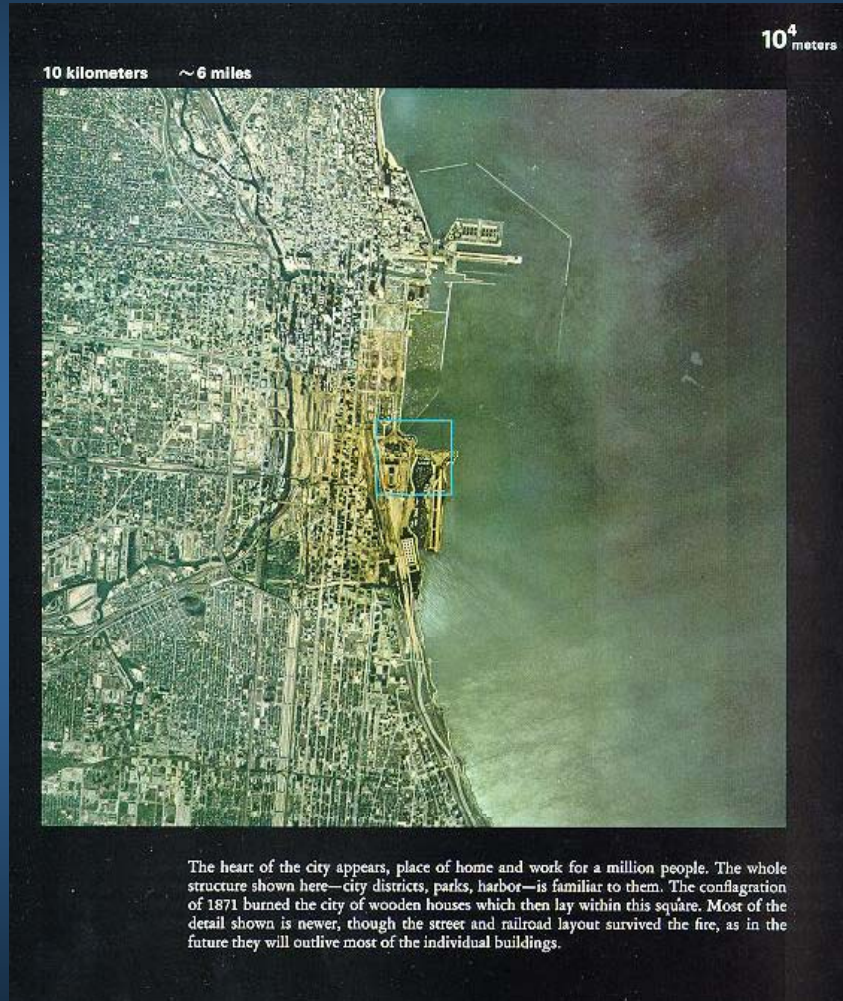 10⁴ meters
10 kilometers ~6 miles
The heart of the city appears, place of home and work for a million people. The whole
structure shown here—city districts, parks, harbor—is familiar to them. The conflagration
of 1871 burned the city of wooden houses which then lay within this square. Most of the
detail shown is newer, though the street and railroad layout survived the fire, as in the
future they will outlive most of the individual buildings.